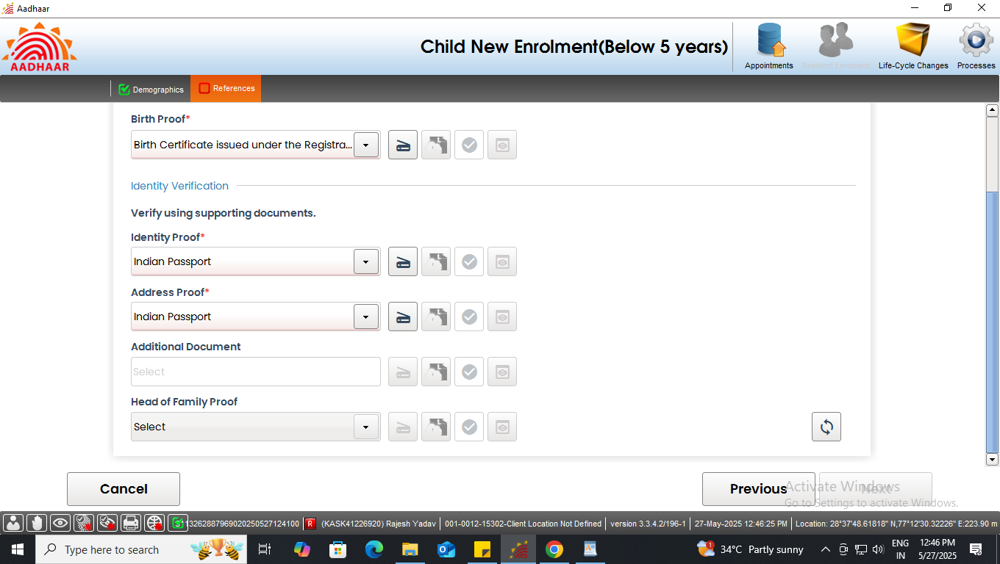 Aadhaar
AADHAAR
Child New Enrolment(Below 5 years)
Appointments
Resident Enrolment
Life-Cycle Changes
Processes
Demographics
References
Birth Proof*
Birth Certificate issued under the Registra...
Identity Verification
Verify using supporting documents.
Identity Proof*
Indian Passport
Address Proof*
Indian Passport
Additional Document
Select
Head of Family Proof
Select
Cancel
Previous
Next
Activate Windows
Go to Settings to activate Windows.
13262887969020250527124100
R
(KASK41226920) Rajesh Yadav
001-0012-15302-Client Location Not Defined
version 3.3.4.2/196-1
27-May-2025 12:46:25 PM
Location: 28°37'48.61818" N,77°12'30.32226" E:223.90 m
Type here to search
1
34°C Partly sunny
ENG
IN
12:46 PM
5/27/2025